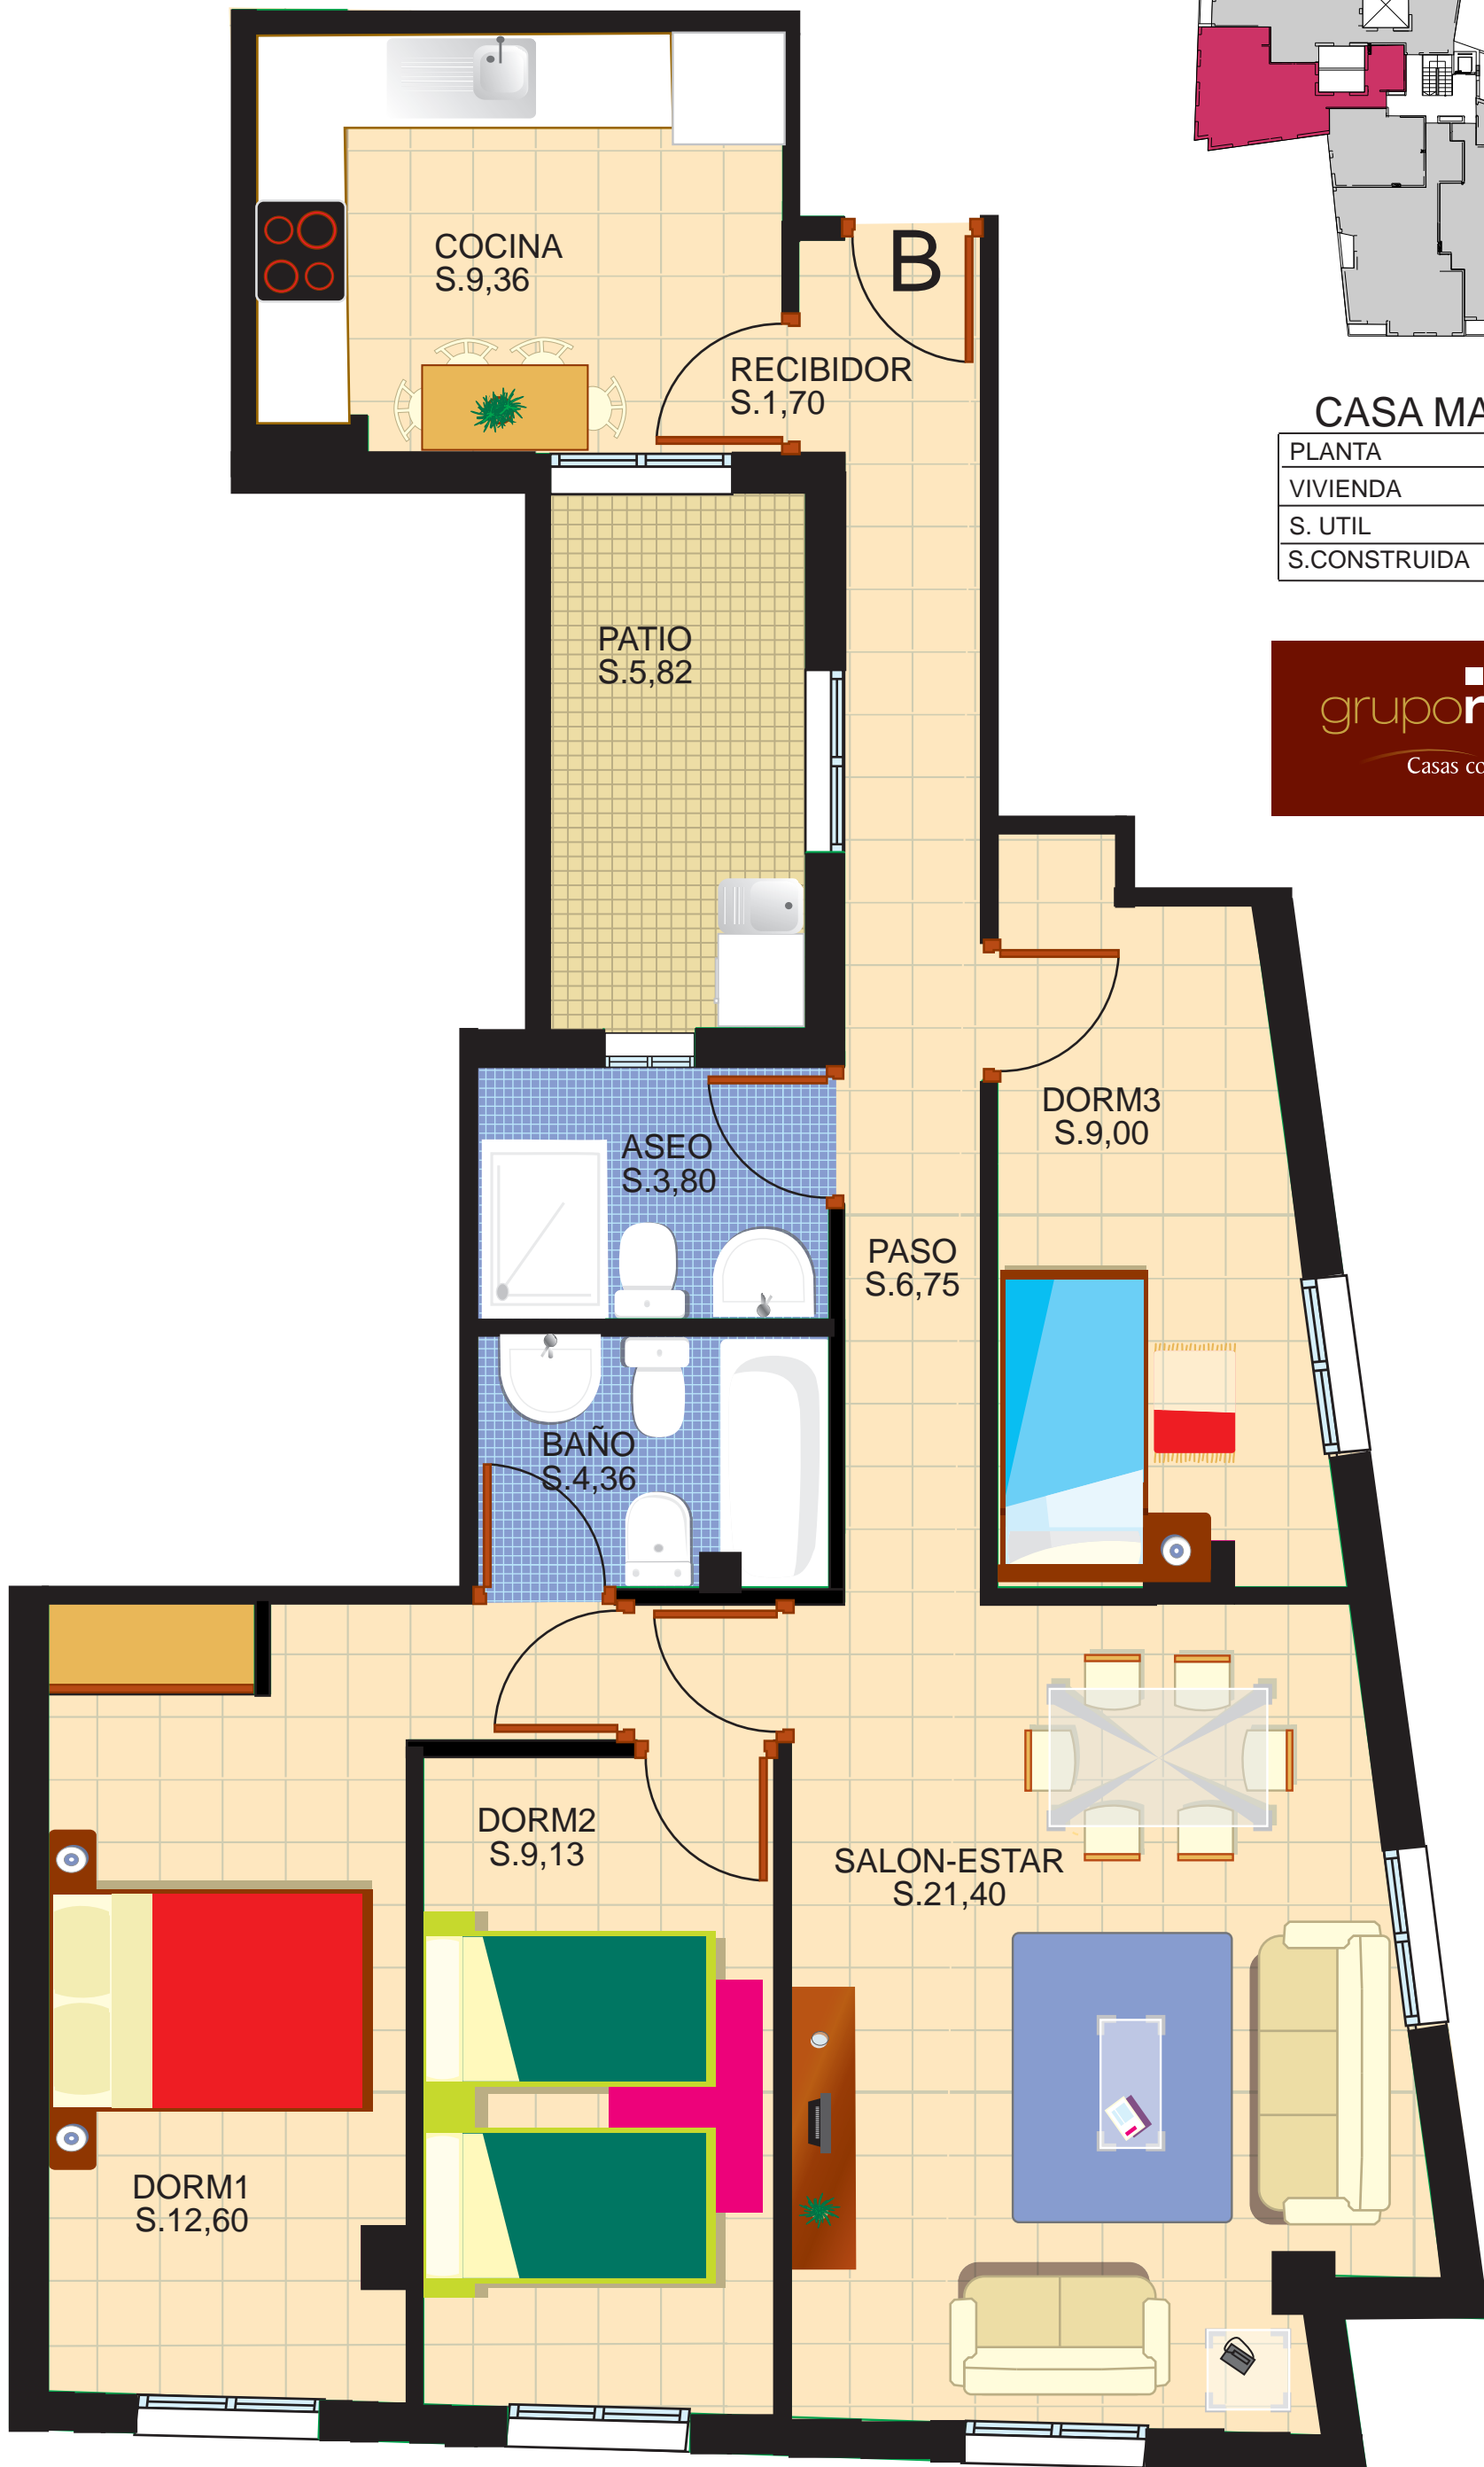 COCINA
S.9,36
B
RECIBIDOR
S.1,70
CASA
PLANTA
VIVIENDA
S. UTIL
S.CONSTRUIDA
PATIO
S.5,82
grupo
Casas
DORM3
S.9,00
ASEO
S.3,80
PASO
S.6,75
BAÑO
S.4,36
DORM2
S.9,13
SALON-ESTAR
S.21,40
DORM1
S.12,60